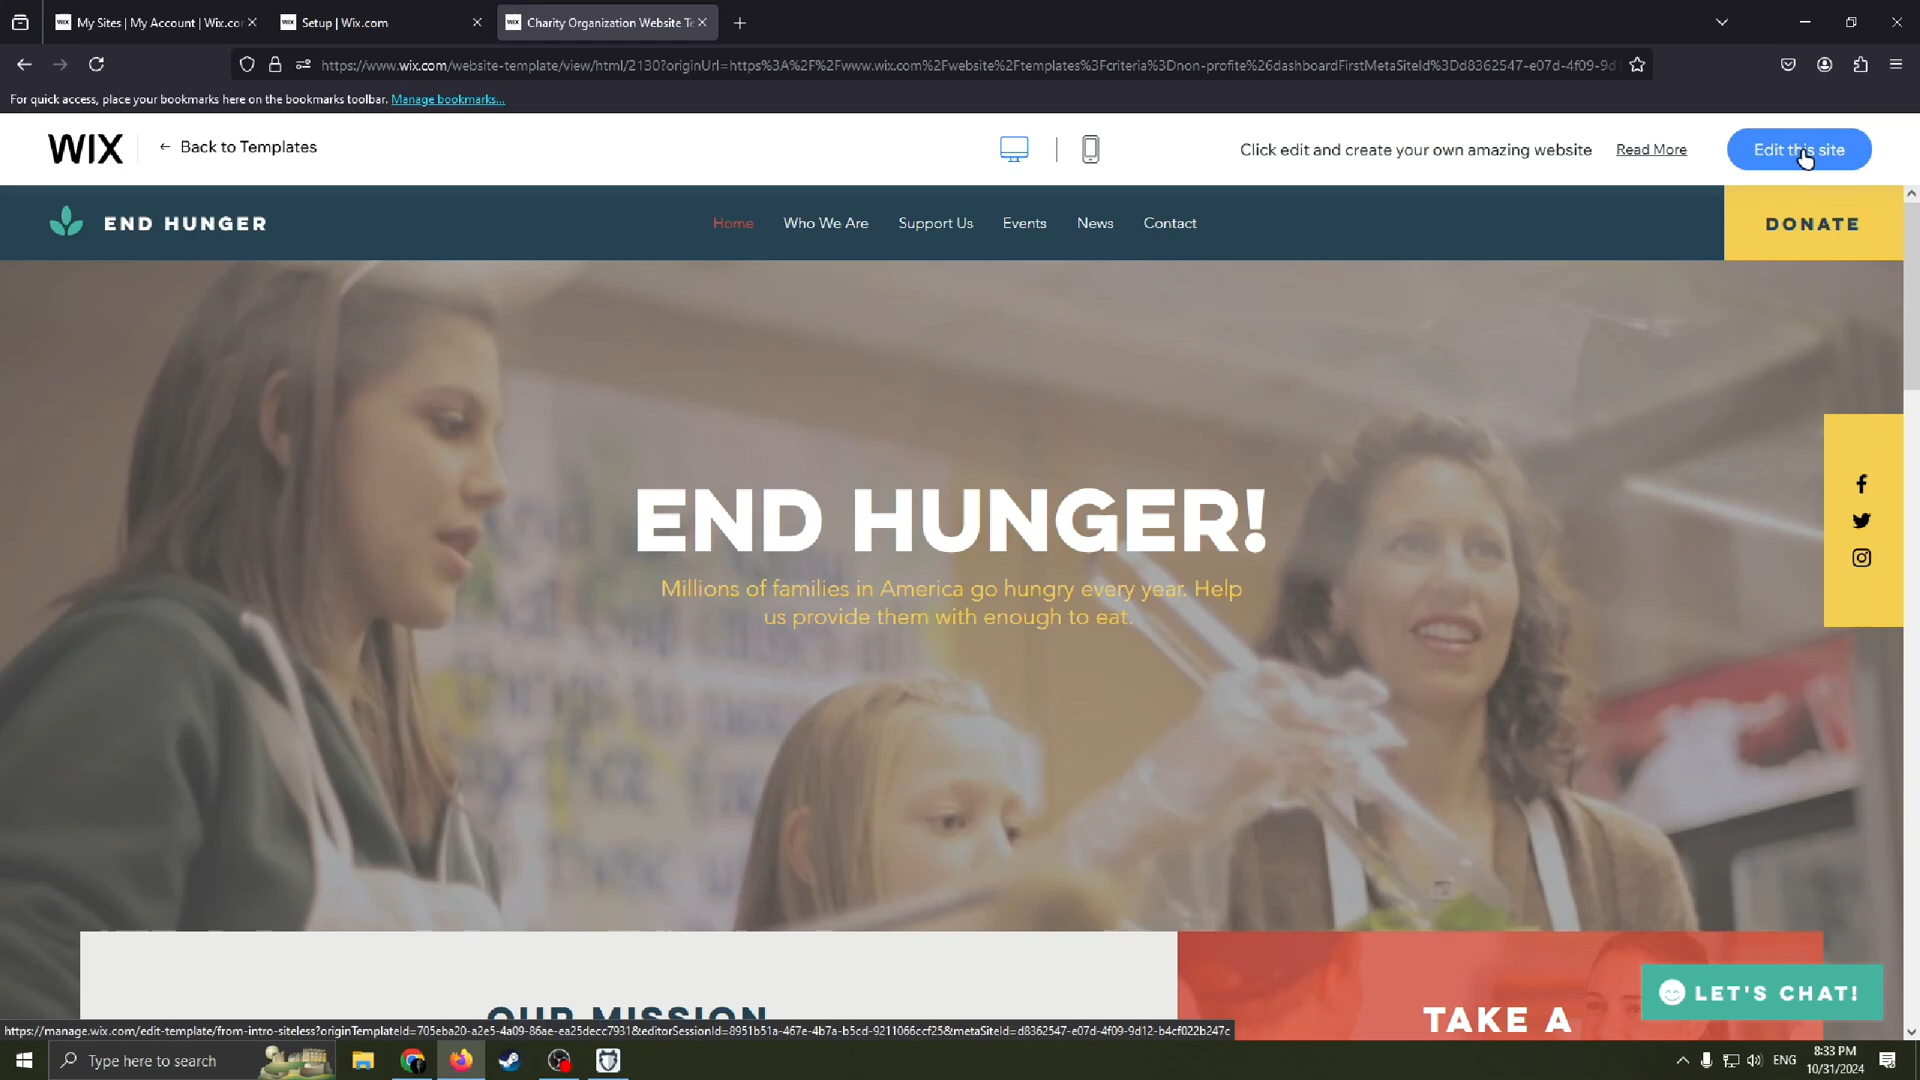 My Sites | My Account | Wix.co
Setup | Wix.com
Charity Organization Website Te
https://www.wix.com/website-template/view/html/2130?originUrl=https%3A%2F%2Fwww.wix.com%2Fwebsite%2Ftemplates%3Fcriteria%3Dnon-profite%26dashboardFirstMetaSiteId%3Dd8362547-e07d-4f09-9d1
For quick access, place your bookmarks here on the bookmarks toolbar. Manage bookmarks...
WIX
← Back to Templates
Click edit and create your own amazing website
Read More
Edit this site
END HUNGER
Home
Who We Are
Support Us
Events
News
Contact
DONATE
END HUNGER!
Millions of families in America go hungry every year. Help
us provide them with enough to eat.
OUR MISSION
TAKE A
LET'S CHAT!
https://manage.wix.com/edit-template/from-intro-siteless?originTemplateId=705eba20-a2e5-4a09-86ae-ea25decc7931&editorSessionId=8951b51a-467e-4b7a-b5cd-9211066ccf25&metaSiteId=d8362547-e07d-4f09-9d12-b4cf022b247c
Type here to search
ENG
8:33 PM
10/31/2024